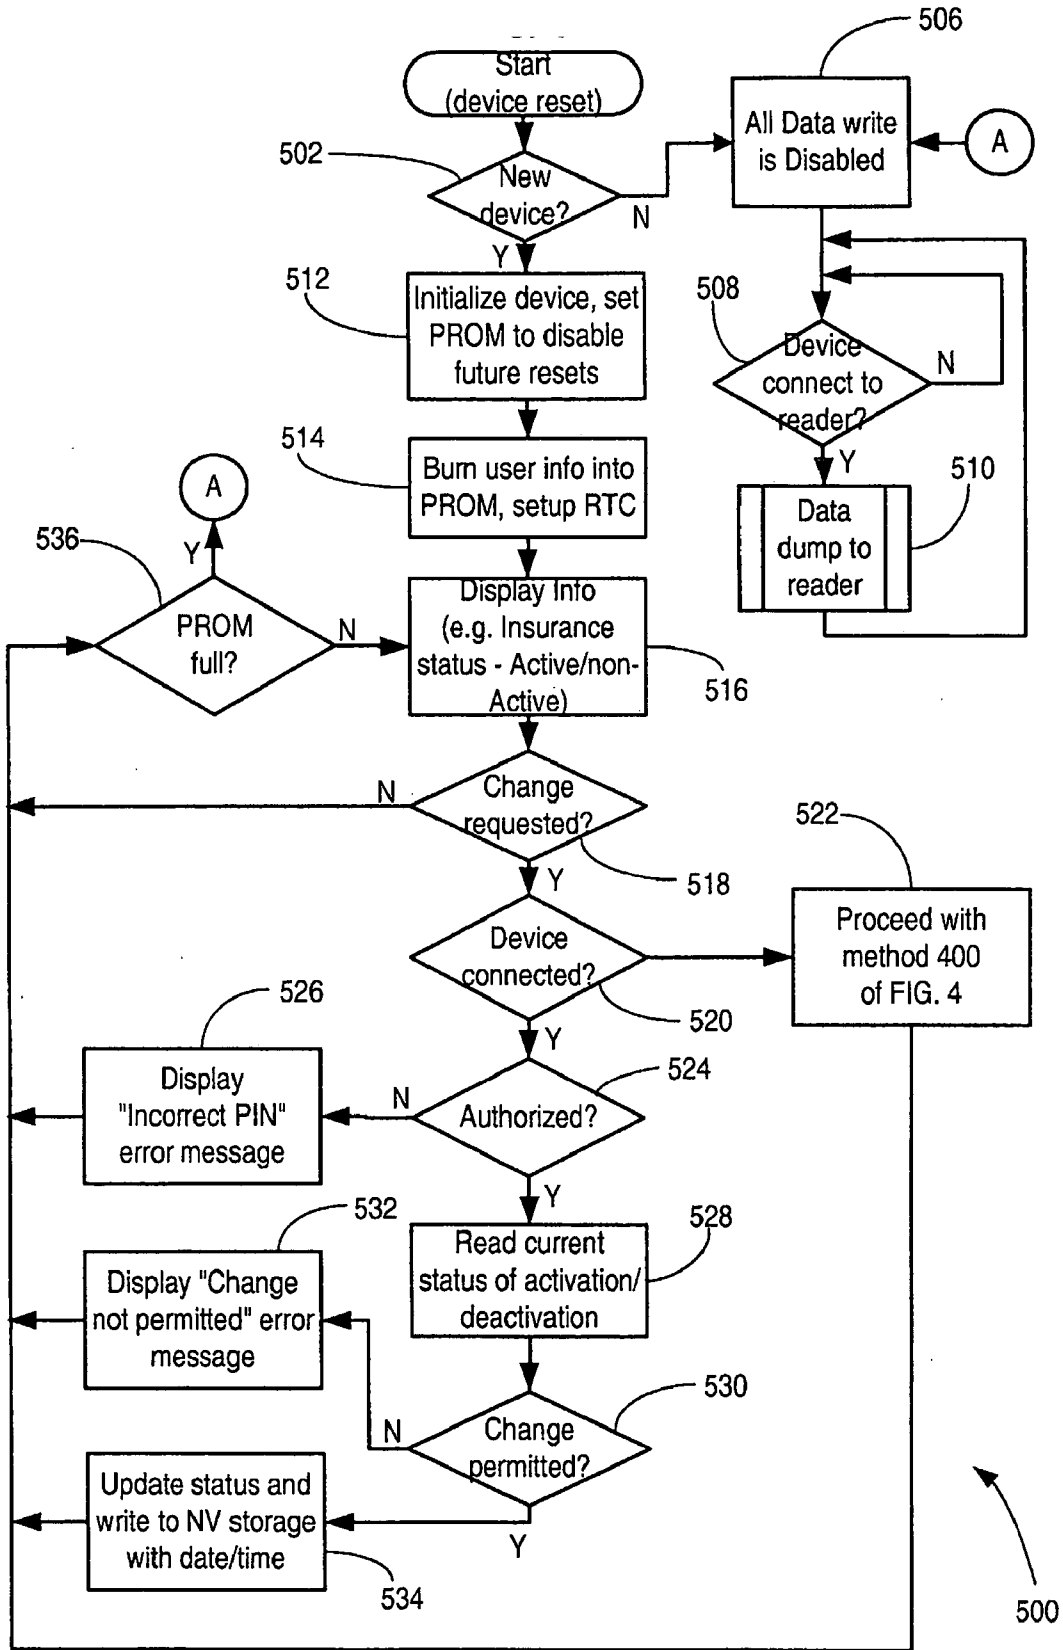 506
Start
(device reset)
All Data write
is Disabled
A
502
New
device?
N
Y
512
Initialize device, set
PROM to disable
future resets
508
Device
connect to
reader?
N
Y
514
Burn user info into
PROM, setup RTC
510
Data
dump to
reader
A
536
Y
PROM
full?
N
Display Info
(e.g. Insurance
status - Active/non-
Active)
516
N
Change
requested?
518
Y
522
Proceed with
method 400
of FIG. 4
Device
connected?
520
Y
526
Display
"Incorrect PIN"
error message
N
524
Authorized?
Y
532
Display "Change
not permitted" error
message
528
Read current
status of activation/
deactivation
530
N
Change
permitted?
Y
Update status and
write to NV storage
with date/time
534
500